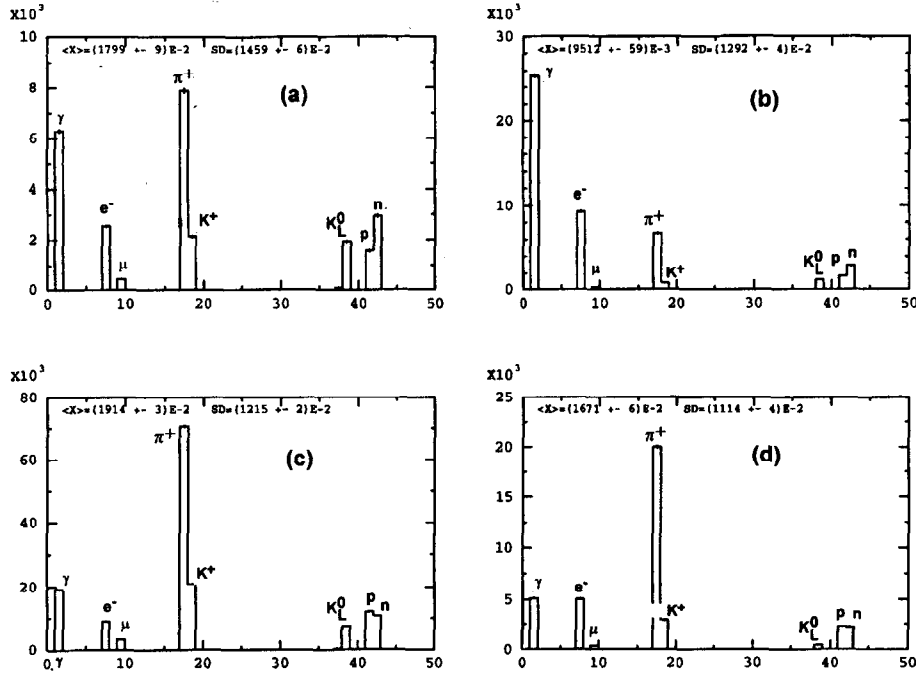 X10³
<X>=(1799 +- 9)E-2 SD=(1459 +- 6)E-2
10
8
6
4
2
0
γ
e⁻
μ
π+
K⁺
(a)
K⁰L
p
n
0 10 20 30 40 50
X10³
<X>=(9512 +- 59)E-3 SD=(1292 +- 4)E-2
30
20
10
0
γ
e⁻
μ
π+
K⁺
(b)
K⁰L
p
n
0 10 20 30 40 50
X10³
<X>=(1914 +- 3)E-2 SD=(1215 +- 2)E-2
80
60
40
20
0
γ
e⁻
μ
π+
K⁺
(c)
K⁰L
p
n
0,γ 10 20 30 40 50
X10³
<X>=(1671 +- 6)E-2 SD=(1114 +- 4)E-2
25
20
15
10
5
0
γ
e⁻
μ
π+
K⁺
(d)
K⁰L
p
n
0 10 20 30 40 50